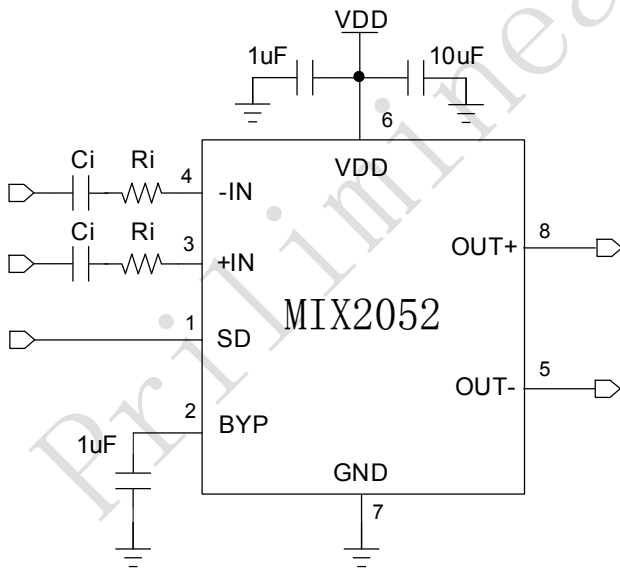 VDD
1uF
10uF
6
VDD
Ci
Ri
4
-IN
Ci
Ri
3
+IN
OUT+
8
MIX2052
1
SD
5
OUT-
2
BYP
1uF
GND
7
Priliminea